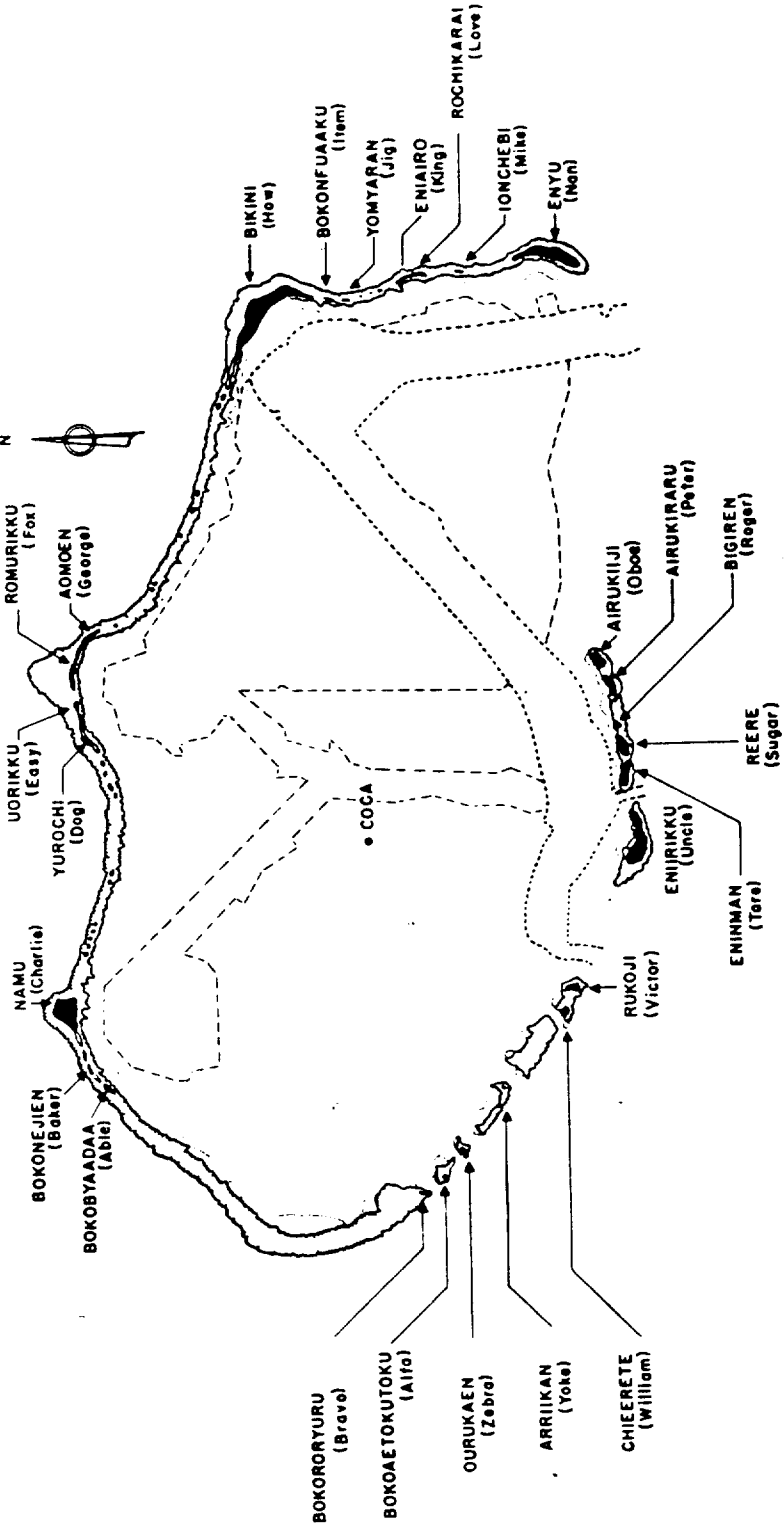 N
ROMURIKKU
(Fox)
AOMOEN
(George)
UORIKKU
(Easy)
YUROCHI
(Dog)
NAMU
(Charlie)
BOKONEJIEN
(Baker)
BOKOBYAADAA
(Able)
BIKINI
(How)
BOKONFUAAKU
(Item)
YOMYARAN
(Jig)
ENIAIRO
(King)
ROCHIKARAI
(Love)
IONCHEBI
(Mike)
ENYU
(Nan)
COCA
BOKORORYURU
(Bravo)
BOKOAETOKUTOKU
(Alfa)
OURUKAEN
(Zebra)
ARRIIKAN
(Yoke)
CHIEERETE
(William)
RUKOJI
(Victor)
ENIIRIKKU
(Uncle)
ENINMAN
(Tare)
REERE
(Sugar)
BIGIREN
(Roger)
AIRUKIRARU
(Peter)
AIRUKIIJI
(Oboe)